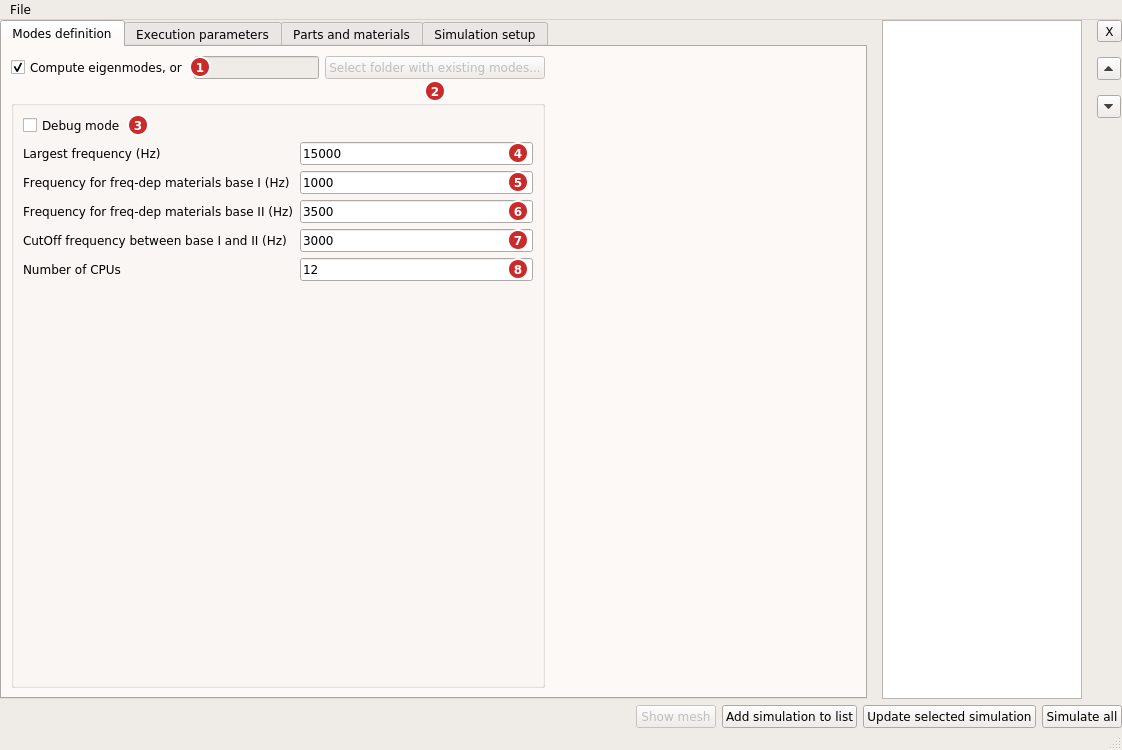 File
Modes definition Execution parameters Parts and materials Simulation setup X
Compute eigenmodes, or 1 Select folder with existing modes...
2
Debug mode 3
Largest frequency (Hz) 15000 4
Frequency for freq-dep materials base I (Hz) 1000 5
Frequency for freq-dep materials base II (Hz) 3500 6
CutOff frequency between base I and II (Hz) 3000 7
Number of CPUs 12 8
Show mesh Add simulation to list Update selected simulation Simulate all